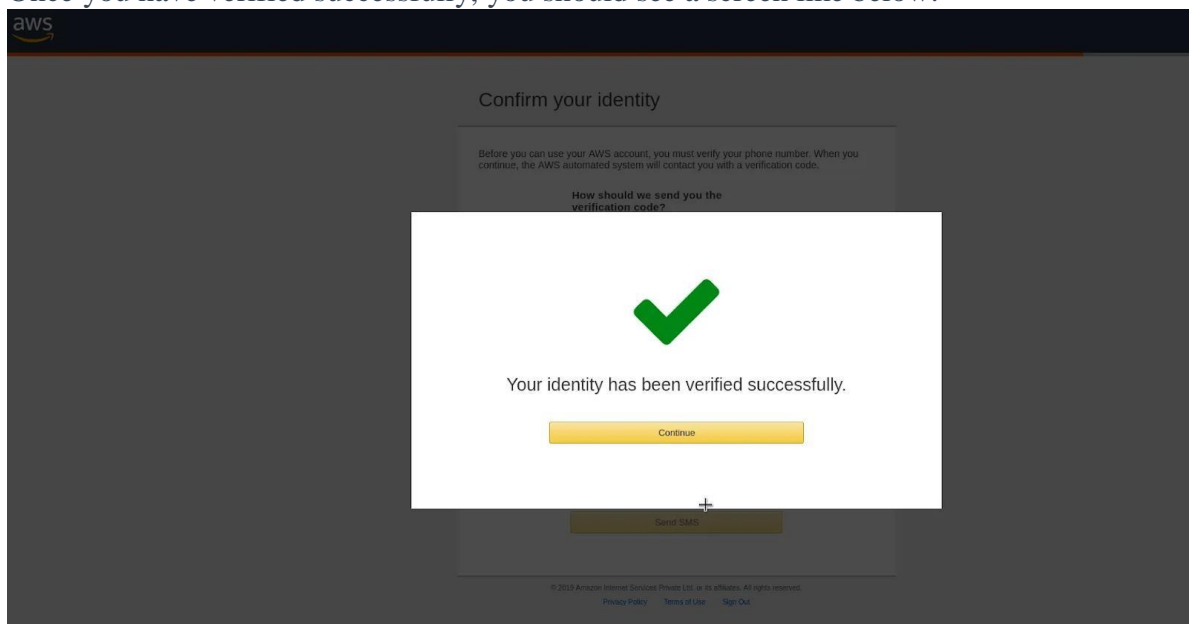 Once you have verified successfully, you should see a screen like below:
aws
Confirm your identity
Before you can use your AWS account, you must verify your phone number. When you
continue, the AWS automated system will contact you with a verification code.
How should we send you the
verification code?
Your identity has been verified successfully.
Continue
Send SMS
© 2019 Amazon Internet Services Private Ltd. or its affiliates. All rights reserved.
Privacy Policy Terms of Use Sign Out